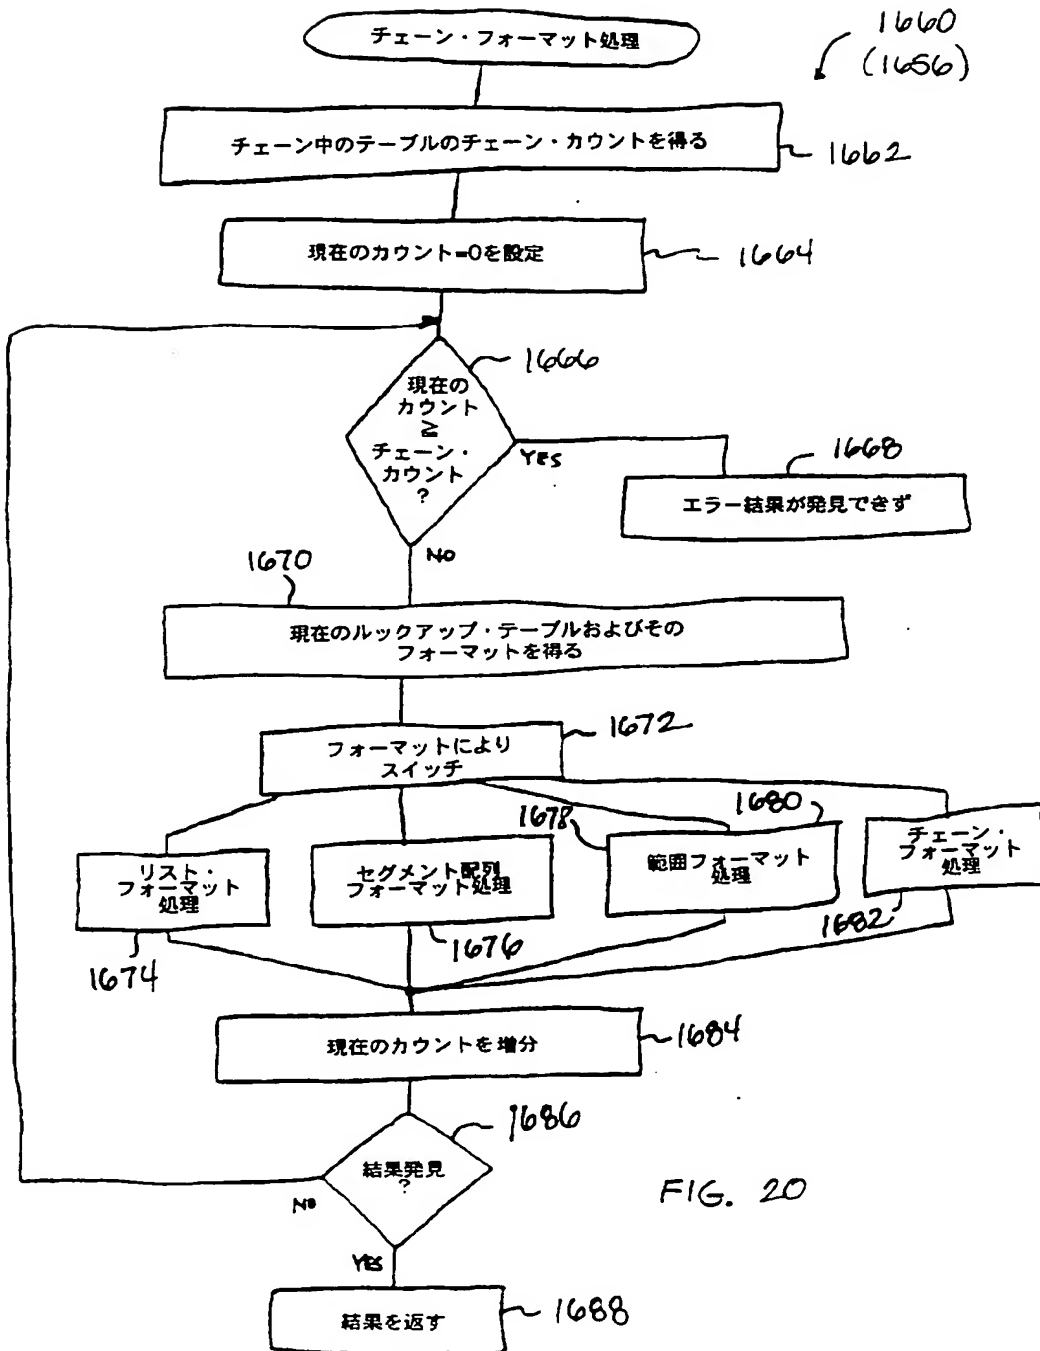 チェーン・フォーマット処理
1660
(1656)
チェーン中のテーブルのチェーン・カウントを得る
1662
現在のカウント=0を設定
1664
1666
現在の
カウント
≧
チェーン・
カウント
?
YES
1668
エラー結果が発見できず
NO
1670
現在のルックアップ・テーブルおよびその
フォーマットを得る
1672
フォーマットにより
スイッチ
1678
1680
リスト・
フォーマット
処理
セグメント配列
フォーマット処理
範囲フォーマット
処理
チェーン・
フォーマット
処理
1674
1676
1682
現在のカウントを増分
1684
1686
結果発見
?
NO
FIG. 20
YES
結果を返す
1688